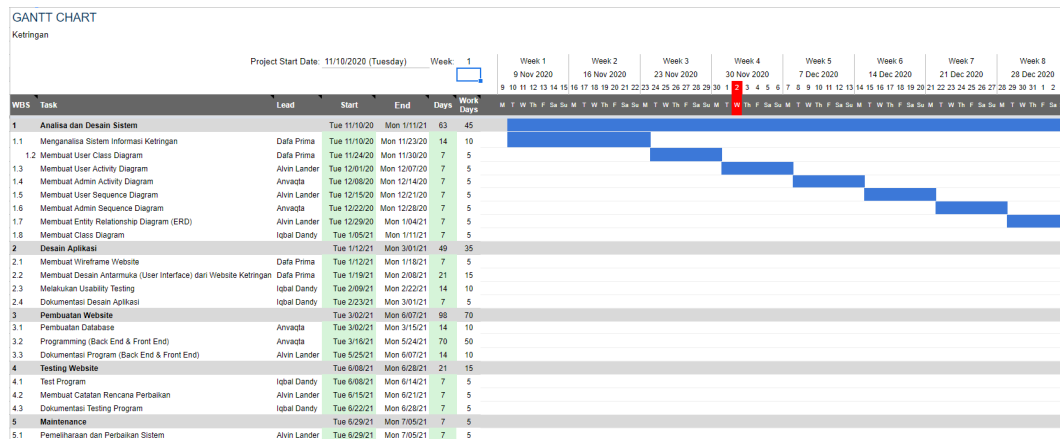 GANTT CHART
Ketringan
Project Start Date: 11/10/2020 (Tuesday) Week: 1
Week 1 Week 2 Week 3 Week 4 Week 5 Week 6 Week 7 Week 8
9 Nov 2020 16 Nov 2020 23 Nov 2020 30 Nov 2020 7 Dec 2020 14 Dec 2020 21 Dec 2020 28 Dec 2020
9 10 11 12 13 14 15 16 17 18 19 20 21 22 23 24 25 26 27 28 29 30 1 2 3 4 5 6 7 8 9 10 11 12 13 14 15 16 17 18 19 20 21 22 23 24 25 26 27 28 29 30 31 1 2
WBS Task Lead Start End Days Work Days M T W Th F Sa Su M T W Th F Sa Su M T W Th F Sa Su M T W Th F Sa Su M T W Th F Sa Su M T W Th F Sa Su M T W Th F Sa Su M T W Th F Sa
1 Analisa dan Desain Sistem Tue 11/10/20 Mon 1/11/21 63 45
1.1 Menganalisa Sistem Informasi Ketringan Dafa Prima Tue 11/10/20 Mon 11/23/20 14 10
1.2 Membuat User Class Diagram Dafa Prima Tue 11/24/20 Mon 11/30/20 7 5
1.3 Membuat User Activity Diagram Alvin Lander Tue 12/01/20 Mon 12/07/20 7 5
1.4 Membuat Admin Activity Diagram Anvaqta Tue 12/08/20 Mon 12/14/20 7 5
1.5 Membuat User Sequence Diagram Alvin Lander Tue 12/15/20 Mon 12/21/20 7 5
1.6 Membuat Admin Sequence Diagram Anvaqta Tue 12/22/20 Mon 12/28/20 7 5
1.7 Membuat Entity Relationship Diagram (ERD) Alvin Lander Tue 12/29/20 Mon 1/04/21 7 5
1.8 Membuat Class Diagram Iqbal Dandy Tue 1/05/21 Mon 1/11/21 7 5
2 Desain Aplikasi Tue 1/12/21 Mon 3/01/21 49 35
2.1 Membuat Wireframe Website Dafa Prima Tue 1/12/21 Mon 1/18/21 7 5
2.2 Membuat Desain Antarmuka (User Interface) dari Website Ketringan Dafa Prima Tue 1/19/21 Mon 2/08/21 21 15
2.3 Melakukan Usability Testing Iqbal Dandy Tue 2/09/21 Mon 2/22/21 14 10
2.4 Dokumentasi Desain Aplikasi Iqbal Dandy Tue 2/23/21 Mon 3/01/21 7 5
3 Pembuatan Website Tue 3/02/21 Mon 6/07/21 98 70
3.1 Pembuatan Database Anvaqta Tue 3/02/21 Mon 3/15/21 14 10
3.2 Programming (Back End & Front End) Anvaqta Tue 3/16/21 Mon 5/24/21 70 50
3.3 Dokumentasi Program (Back End & Front End) Alvin Lander Tue 5/25/21 Mon 6/07/21 14 10
4 Testing Website Tue 6/08/21 Mon 6/28/21 21 15
4.1 Test Program Iqbal Dandy Tue 6/08/21 Mon 6/14/21 7 5
4.2 Membuat Catatan Rencana Perbaikan Alvin Lander Tue 6/15/21 Mon 6/21/21 7 5
4.3 Dokumentasi Testing Program Iqbal Dandy Tue 6/22/21 Mon 6/28/21 7 5
5 Maintenance Tue 6/29/21 Mon 7/05/21 7 5
5.1 Pemeliharaan dan Perbaikan Sistem Alvin Lander Tue 6/29/21 Mon 7/05/21 7 5